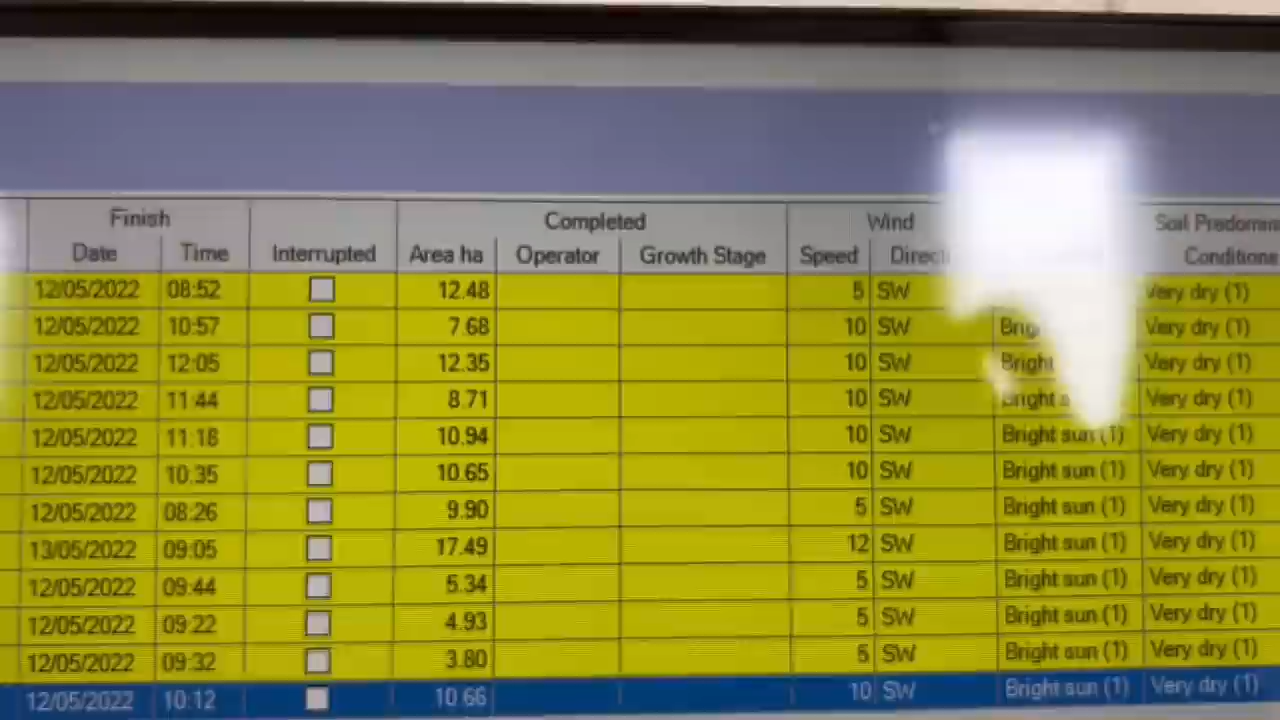 Finish Completed Wind Soil
Date Time Interrupted Area ha Operator Growth Stage Speed
12/05/2022 08:52 12.48 5 SW Very dry (1)
12/05/2022 10:57 7.68 10 SW Very dry (1)
12/05/2022 12:05 12.35 10 SW Bright Very dry (1)
12/05/2022 11:44 8.71 10 SW Bright Very dry (1)
12/05/2022 11:18 10.94 10 SW Bright sun (1) Very dry (1)
12/05/2022 10:35 10.65 10 SW Bright sun (1) Very dry (1)
12/05/2022 08:26 9.90 5 SW Bright sun (1) Very dry (1)
13/05/2022 09:05 17.49 12 SW Bright sun (1) Very dry (1)
12/05/2022 09:44 5.34 5 SW Bright sun (1) Very dry (1)
12/05/2022 09:22 4.93 5 SW Bright sun (1) Very dry (1)
12/05/2022 09:32 3.80 5 SW Bright sun (1) Very dry (1)
12/05/2022 10:12 10.66 10 SW Bright sun (1) Very dry (1)